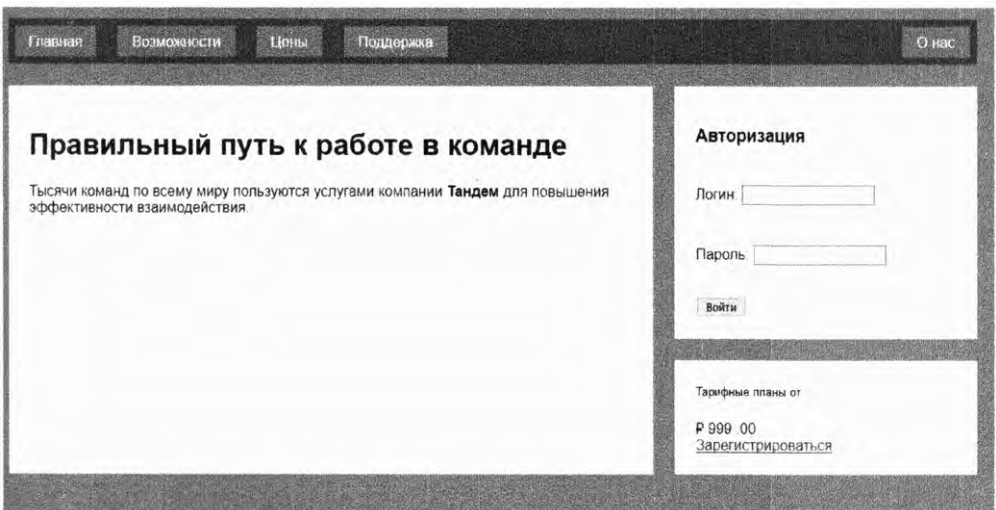 Главная Возможности Цены Поддержка О нас
Правильный путь к работе в команде
Тысячи команд по всему миру пользуются услугами компании Тандем для повышения
эффективности взаимодействия.
Авторизация
Логин:
Пароль:
Войти
Тарифные планы от
₽ 999 .00
Зарегистрироваться